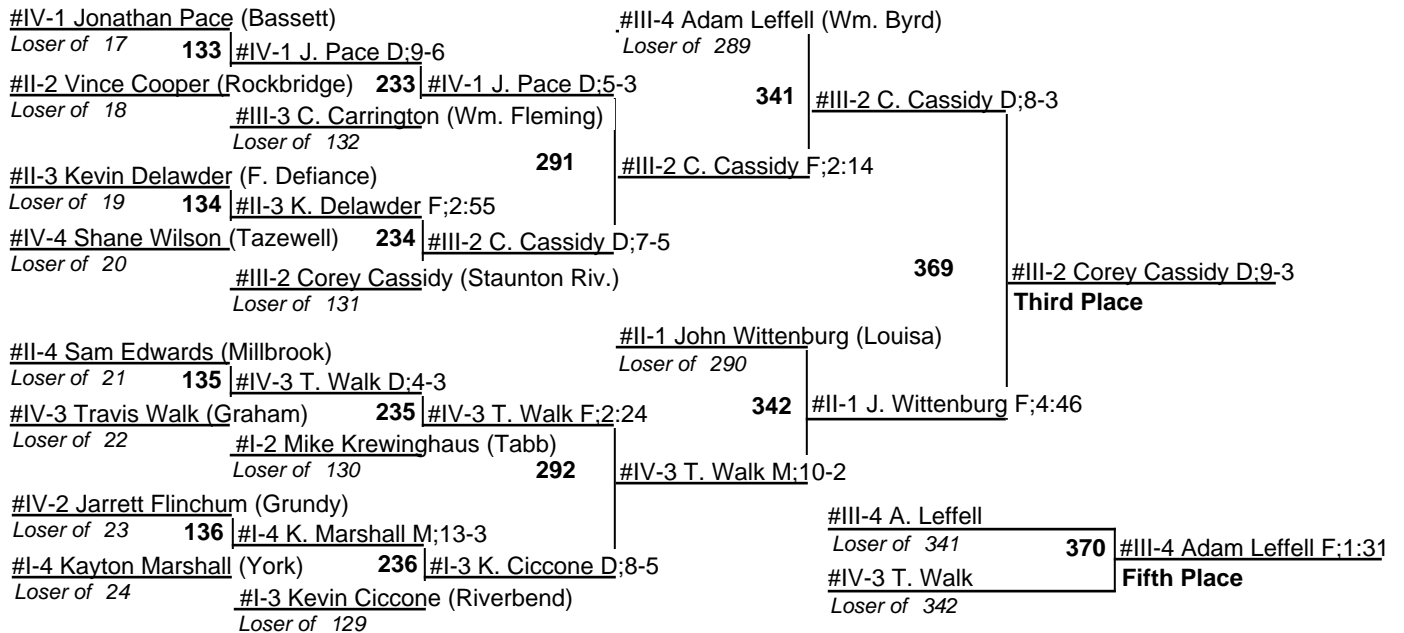 #IV-1 Jonathan Pace (Bassett)
Loser of 17
133
#IV-1 J. Pace D;9-6
#II-2 Vince Cooper (Rockbridge)
Loser of 18
233
#IV-1 J. Pace D;5-3
#III-3 C. Carrington (Wm. Fleming)
Loser of 132
291
#III-2 C. Cassidy F;2:14
#II-3 Kevin Delawder (F. Defiance)
Loser of 19
134
#II-3 K. Delawder F;2:55
#IV-4 Shane Wilson (Tazewell)
Loser of 20
234
#III-2 C. Cassidy D;7-5
#III-2 Corey Cassidy (Staunton Riv.)
Loser of 131
#II-4 Sam Edwards (Millbrook)
Loser of 21
135
#IV-3 T. Walk D;4-3
#IV-3 Travis Walk (Graham)
Loser of 22
235
#IV-3 T. Walk F;2:24
#I-2 Mike Krewinghaus (Tabb)
Loser of 130
292
#IV-3 T. Walk M;10-2
#IV-2 Jarrett Flinchum (Grundy)
Loser of 23
136
#I-4 K. Marshall M;13-3
#I-4 Kayton Marshall (York)
Loser of 24
236
#I-3 K. Ciccone D;8-5
#I-3 Kevin Ciccone (Riverbend)
Loser of 129
#III-4 Adam Leffell (Wm. Byrd)
Loser of 289
341
#III-2 C. Cassidy D;8-3
369
#III-2 Corey Cassidy D;9-3
Third Place
#II-1 John Wittenburg (Louisa)
Loser of 290
342
#II-1 J. Wittenburg F;4:46
#III-4 A. Leffell
Loser of 341
370
#III-4 Adam Leffell F;1:31
#IV-3 T. Walk
Fifth Place
Loser of 342